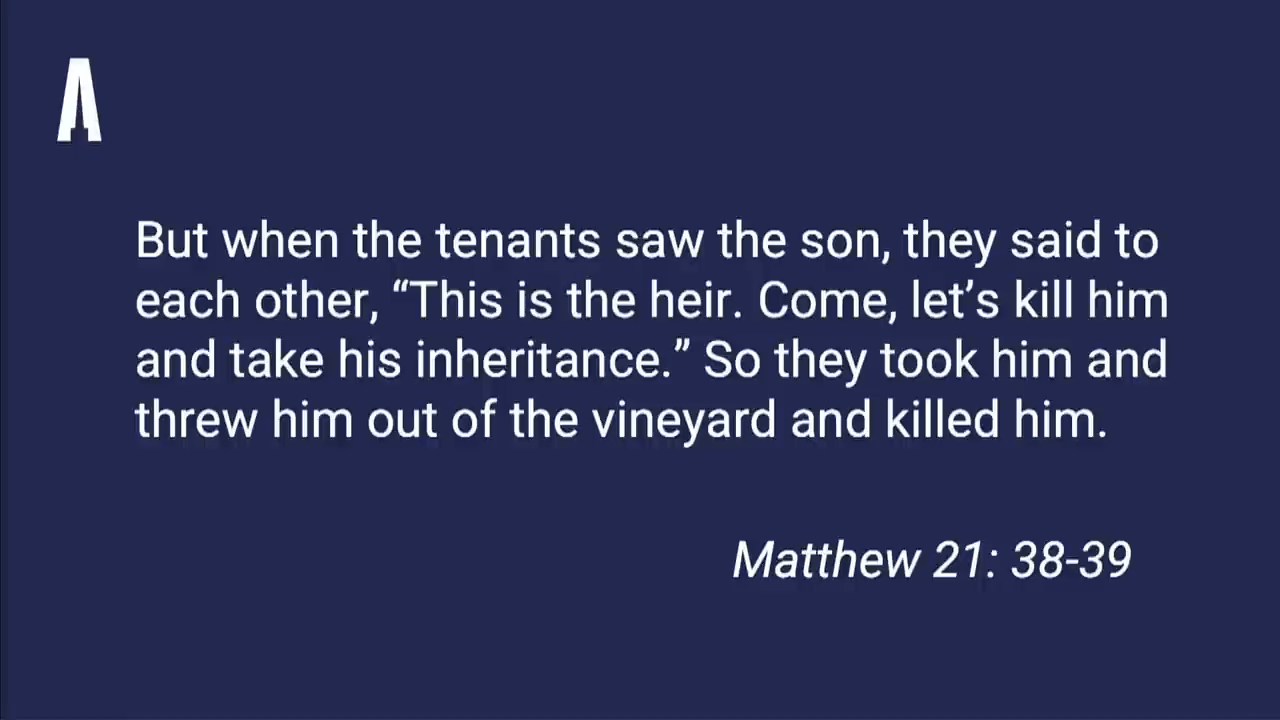 A
But when the tenants saw the son, they said to
each other, “This is the heir. Come, let’s kill him
and take his inheritance.” So they took him and
threw him out of the vineyard and killed him.
Matthew 21: 38-39